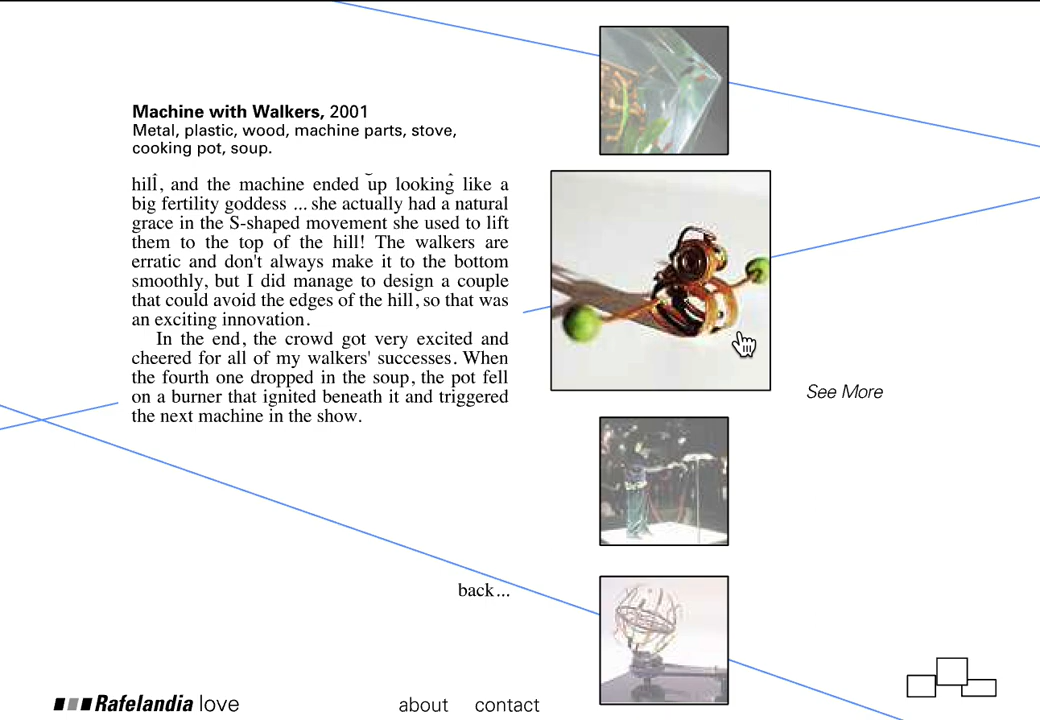 Machine with Walkers, 2001
Metal, plastic, wood, machine parts, stove,
cooking pot, soup.
hill, and the machine ended up looking like a
big fertility goddess ... she actually had a natural
grace in the S-shaped movement she used to lift
them to the top of the hill! The walkers are
erratic and don't always make it to the bottom
smoothly, but I did manage to design a couple
that could avoid the edges of the hill, so that was
an exciting innovation.
In the end, the crowd got very excited and
cheered for all of my walkers' successes. When
the fourth one dropped in the soup, the pot fell
on a burner that ignited beneath it and triggered
the next machine in the show.
See More
back...
Rafelandia love
about contact